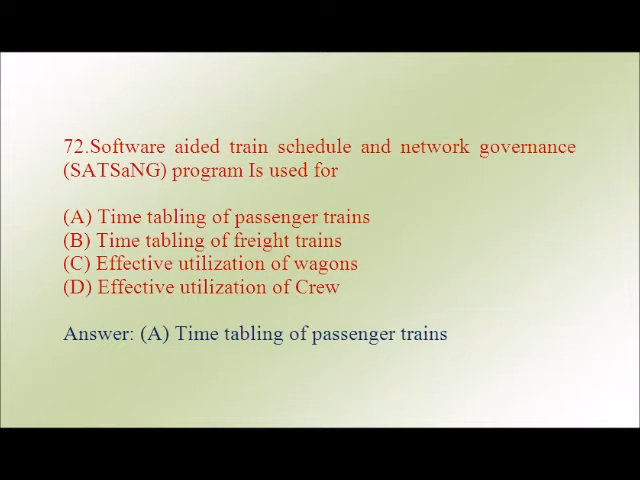 72.Software aided train schedule and network governance
(SATSaNG) program Is used for
(A) Time tabling of passenger trains
(B) Time tabling of freight trains
(C) Effective utilization of wagons
(D) Effective utilization of Crew
Answer: (A) Time tabling of passenger trains